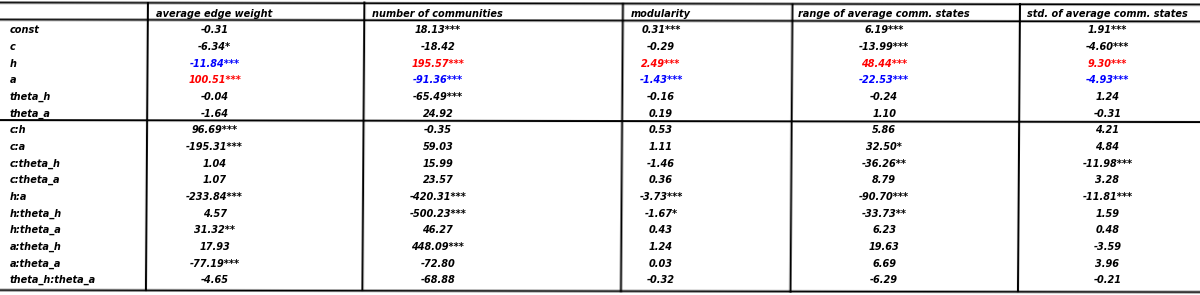 average edge weight number of communities modularity range of average comm. states std. of average comm. states
const -0.31 18.13*** 0.31*** 6.19*** 1.91***
c -6.34* -18.42 -0.29 -13.99*** -4.60***
h -11.84*** 195.57*** 2.49*** 48.44*** 9.30***
a 100.51*** -91.36*** -1.43*** -22.53*** -4.93***
theta_h -0.04 -65.49*** -0.16 -0.24 1.24
theta_a -1.64 24.92 0.19 1.10 -0.31
c:h 96.69*** -0.35 0.53 5.86 4.21
c:a -195.31*** 59.03 1.11 32.50* 4.84
c:theta_h 1.04 15.99 -1.46 -36.26** -11.98***
c:theta_a 1.07 23.57 0.36 8.79 3.28
h:a -233.84*** -420.31*** -3.73*** -90.70*** -11.81***
h:theta_h 4.57 -500.23*** -1.67* -33.73** 1.59
h:theta_a 31.32** 46.27 0.43 6.23 0.48
a:theta_h 17.93 448.09*** 1.24 19.63 -3.59
a:theta_a -77.19*** -72.80 0.03 6.69 3.96
theta_h:theta_a -4.65 -68.88 -0.32 -6.29 -0.21